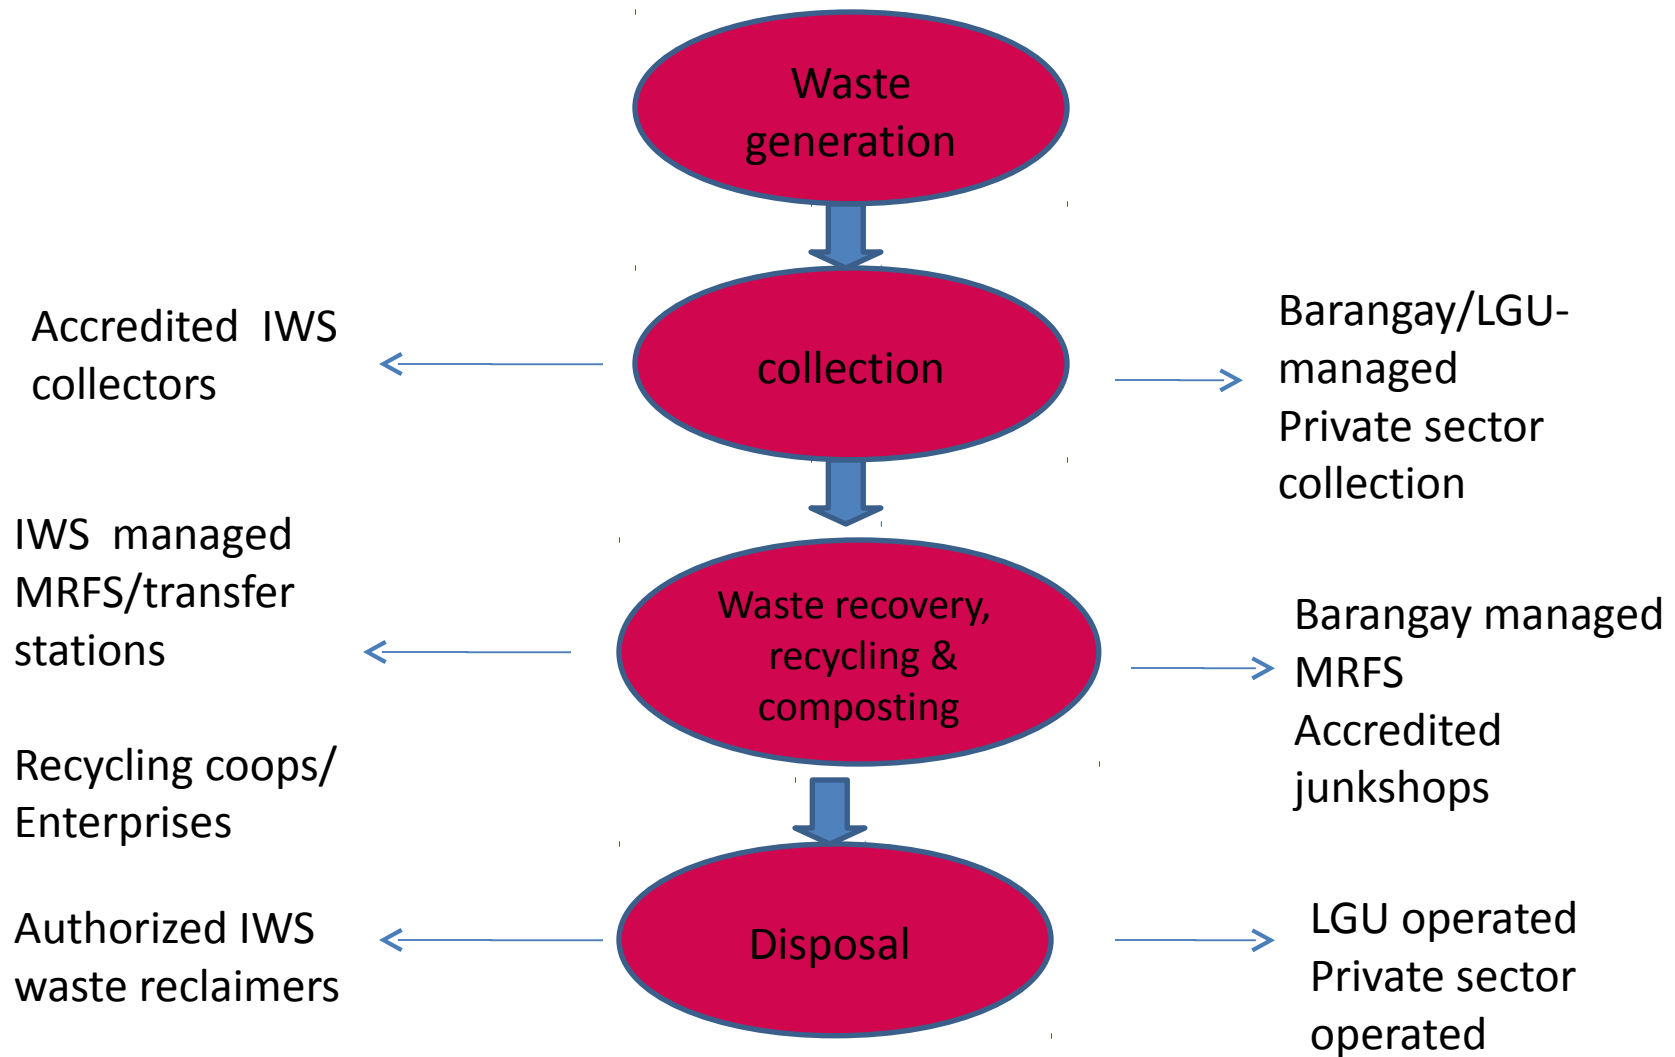 Waste
generation
Accredited  IWS
collectors
collection
Barangay/LGU-
managed
Private sector
collection
IWS  managed
MRFS/transfer
stations
Recycling coops/
Enterprises
Waste recovery,
recycling &
composting
Barangay managed
MRFS
Accredited
junkshops
Authorized IWS
waste reclaimers
Disposal
LGU operated
Private sector
operated